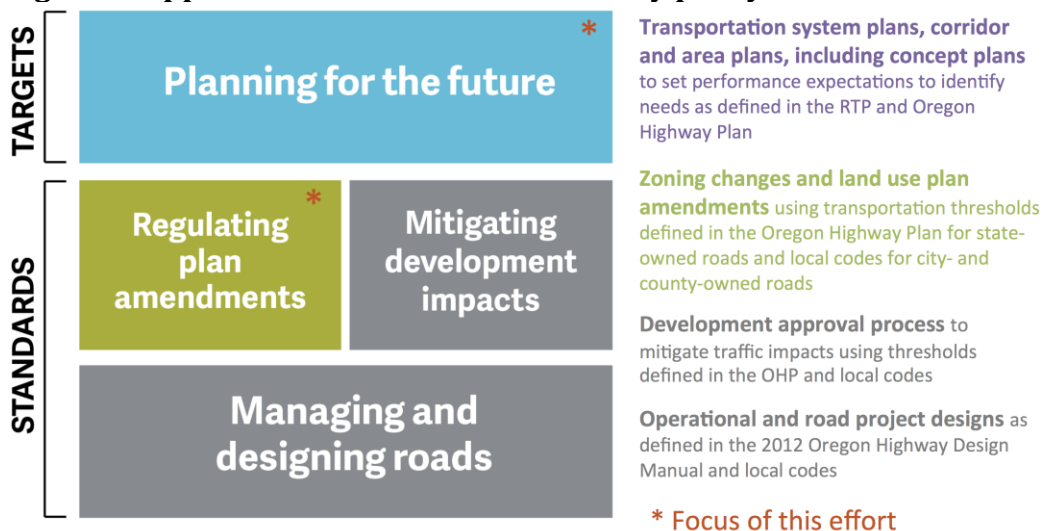 TARGETS
*
Planning for the future
Transportation system plans, corridor
and area plans, including concept plans
to set performance expectations to identify
needs as defined in the RTP and Oregon
Highway Plan
STANDARDS
*
Regulating
plan
amendments
Mitigating
development
impacts
Zoning changes and land use plan
amendments using transportation thresholds
defined in the Oregon Highway Plan for state-
owned roads and local codes for city- and
county-owned roads
Development approval process to
mitigate traffic impacts using thresholds
defined in the OHP and local codes
Managing and
designing roads
Operational and road project designs as
defined in the 2012 Oregon Highway Design
Manual and local codes
* Focus of this effort